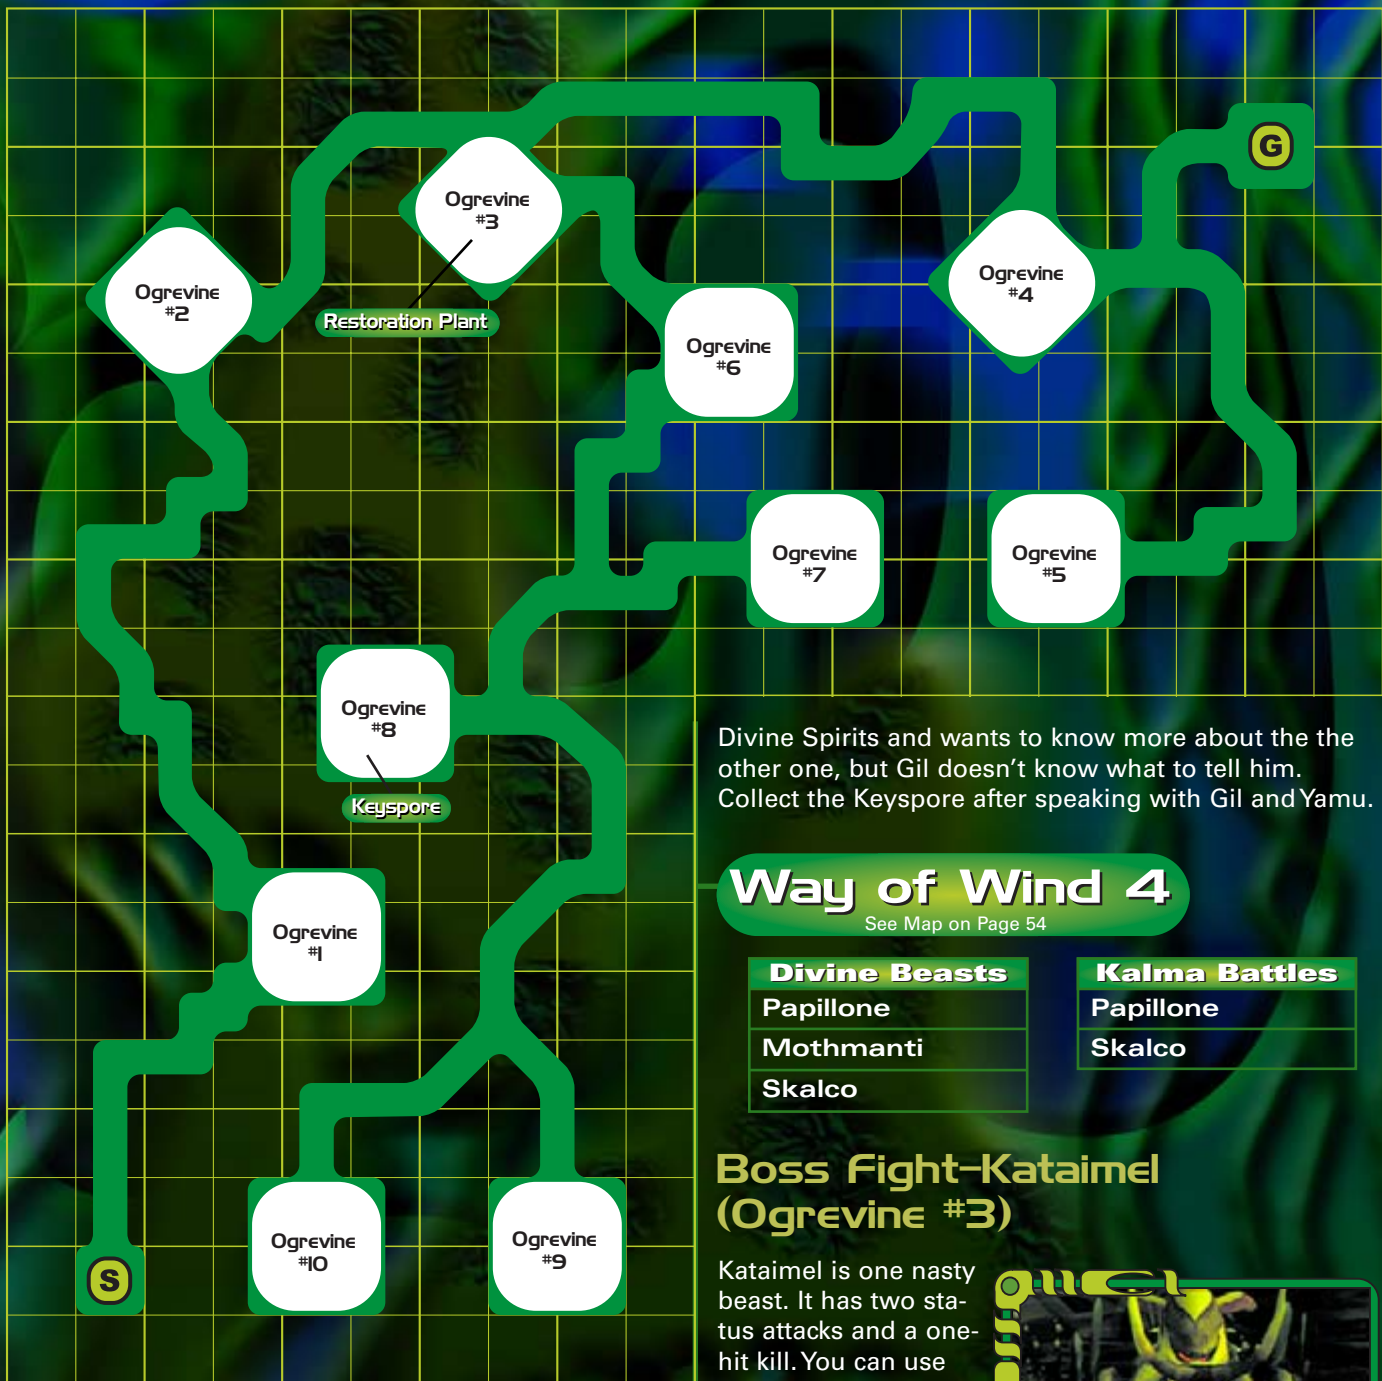 G
Ogrevine
#3
Ogrevine
#2
Ogrevine
#4
Restoration Plant
Ogrevine
#6
Ogrevine
#7
Ogrevine
#5
Ogrevine
#8
Keyspore
Ogrevine
#1
Ogrevine
#10
Ogrevine
#9
S
Divine Spirits and wants to know more about the the
other one, but Gil doesn't know what to tell him.
Collect the Keyspore after speaking with Gil and Yamu.
Way of Wind 4
See Map on Page 54
Divine Beasts
Papillone
Mothmanti
Skalco
Kalma Battles
Papillone
Skalco
Boss Fight–Kataimel
(Ogrevine #3)
Kataimel is one nasty
beast. It has two sta-
tus attacks and a one-
hit kill. You can use